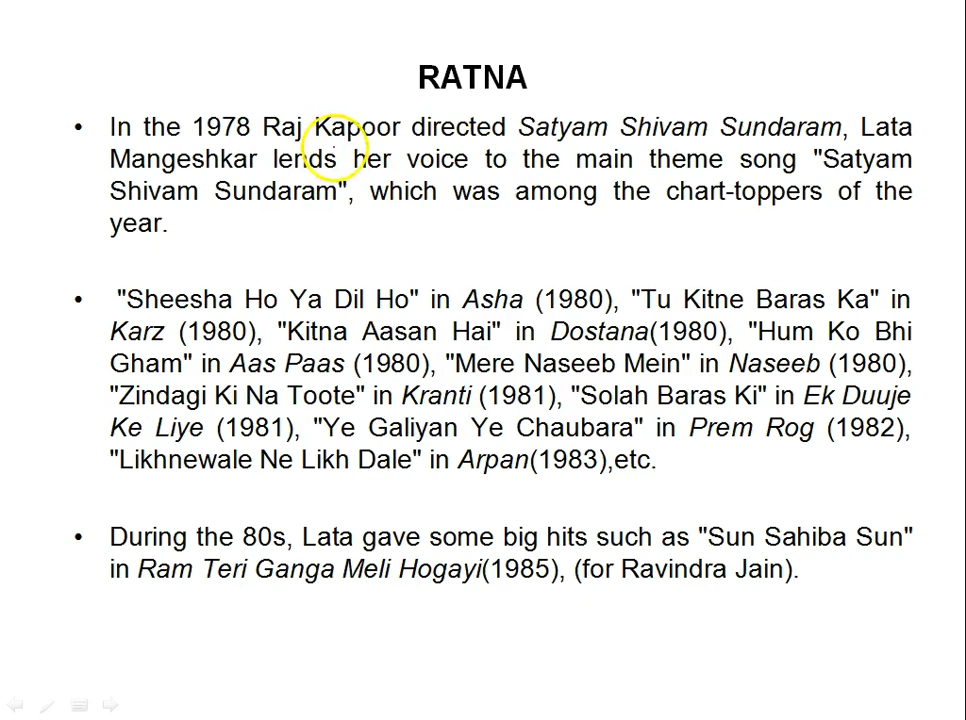 RATNA
• In the 1978 Raj Kapoor directed Satyam Shivam Sundaram, Lata
Mangeshkar lends her voice to the main theme song "Satyam
Shivam Sundaram", which was among the chart-toppers of the
year.
• "Sheesha Ho Ya Dil Ho" in Asha (1980), "Tu Kitne Baras Ka" in
Karz (1980), "Kitna Aasan Hai" in Dostana(1980), "Hum Ko Bhi
Gham" in Aas Paas (1980), "Mere Naseeb Mein" in Naseeb (1980),
"Zindagi Ki Na Toote" in Kranti (1981), "Solah Baras Ki" in Ek Duuje
Ke Liye (1981), "Ye Galiyan Ye Chaubara" in Prem Rog (1982),
"Likhnewale Ne Likh Dale" in Arpan(1983),etc.
• During the 80s, Lata gave some big hits such as "Sun Sahiba Sun"
in Ram Teri Ganga Meli Hogayi(1985), (for Ravindra Jain).